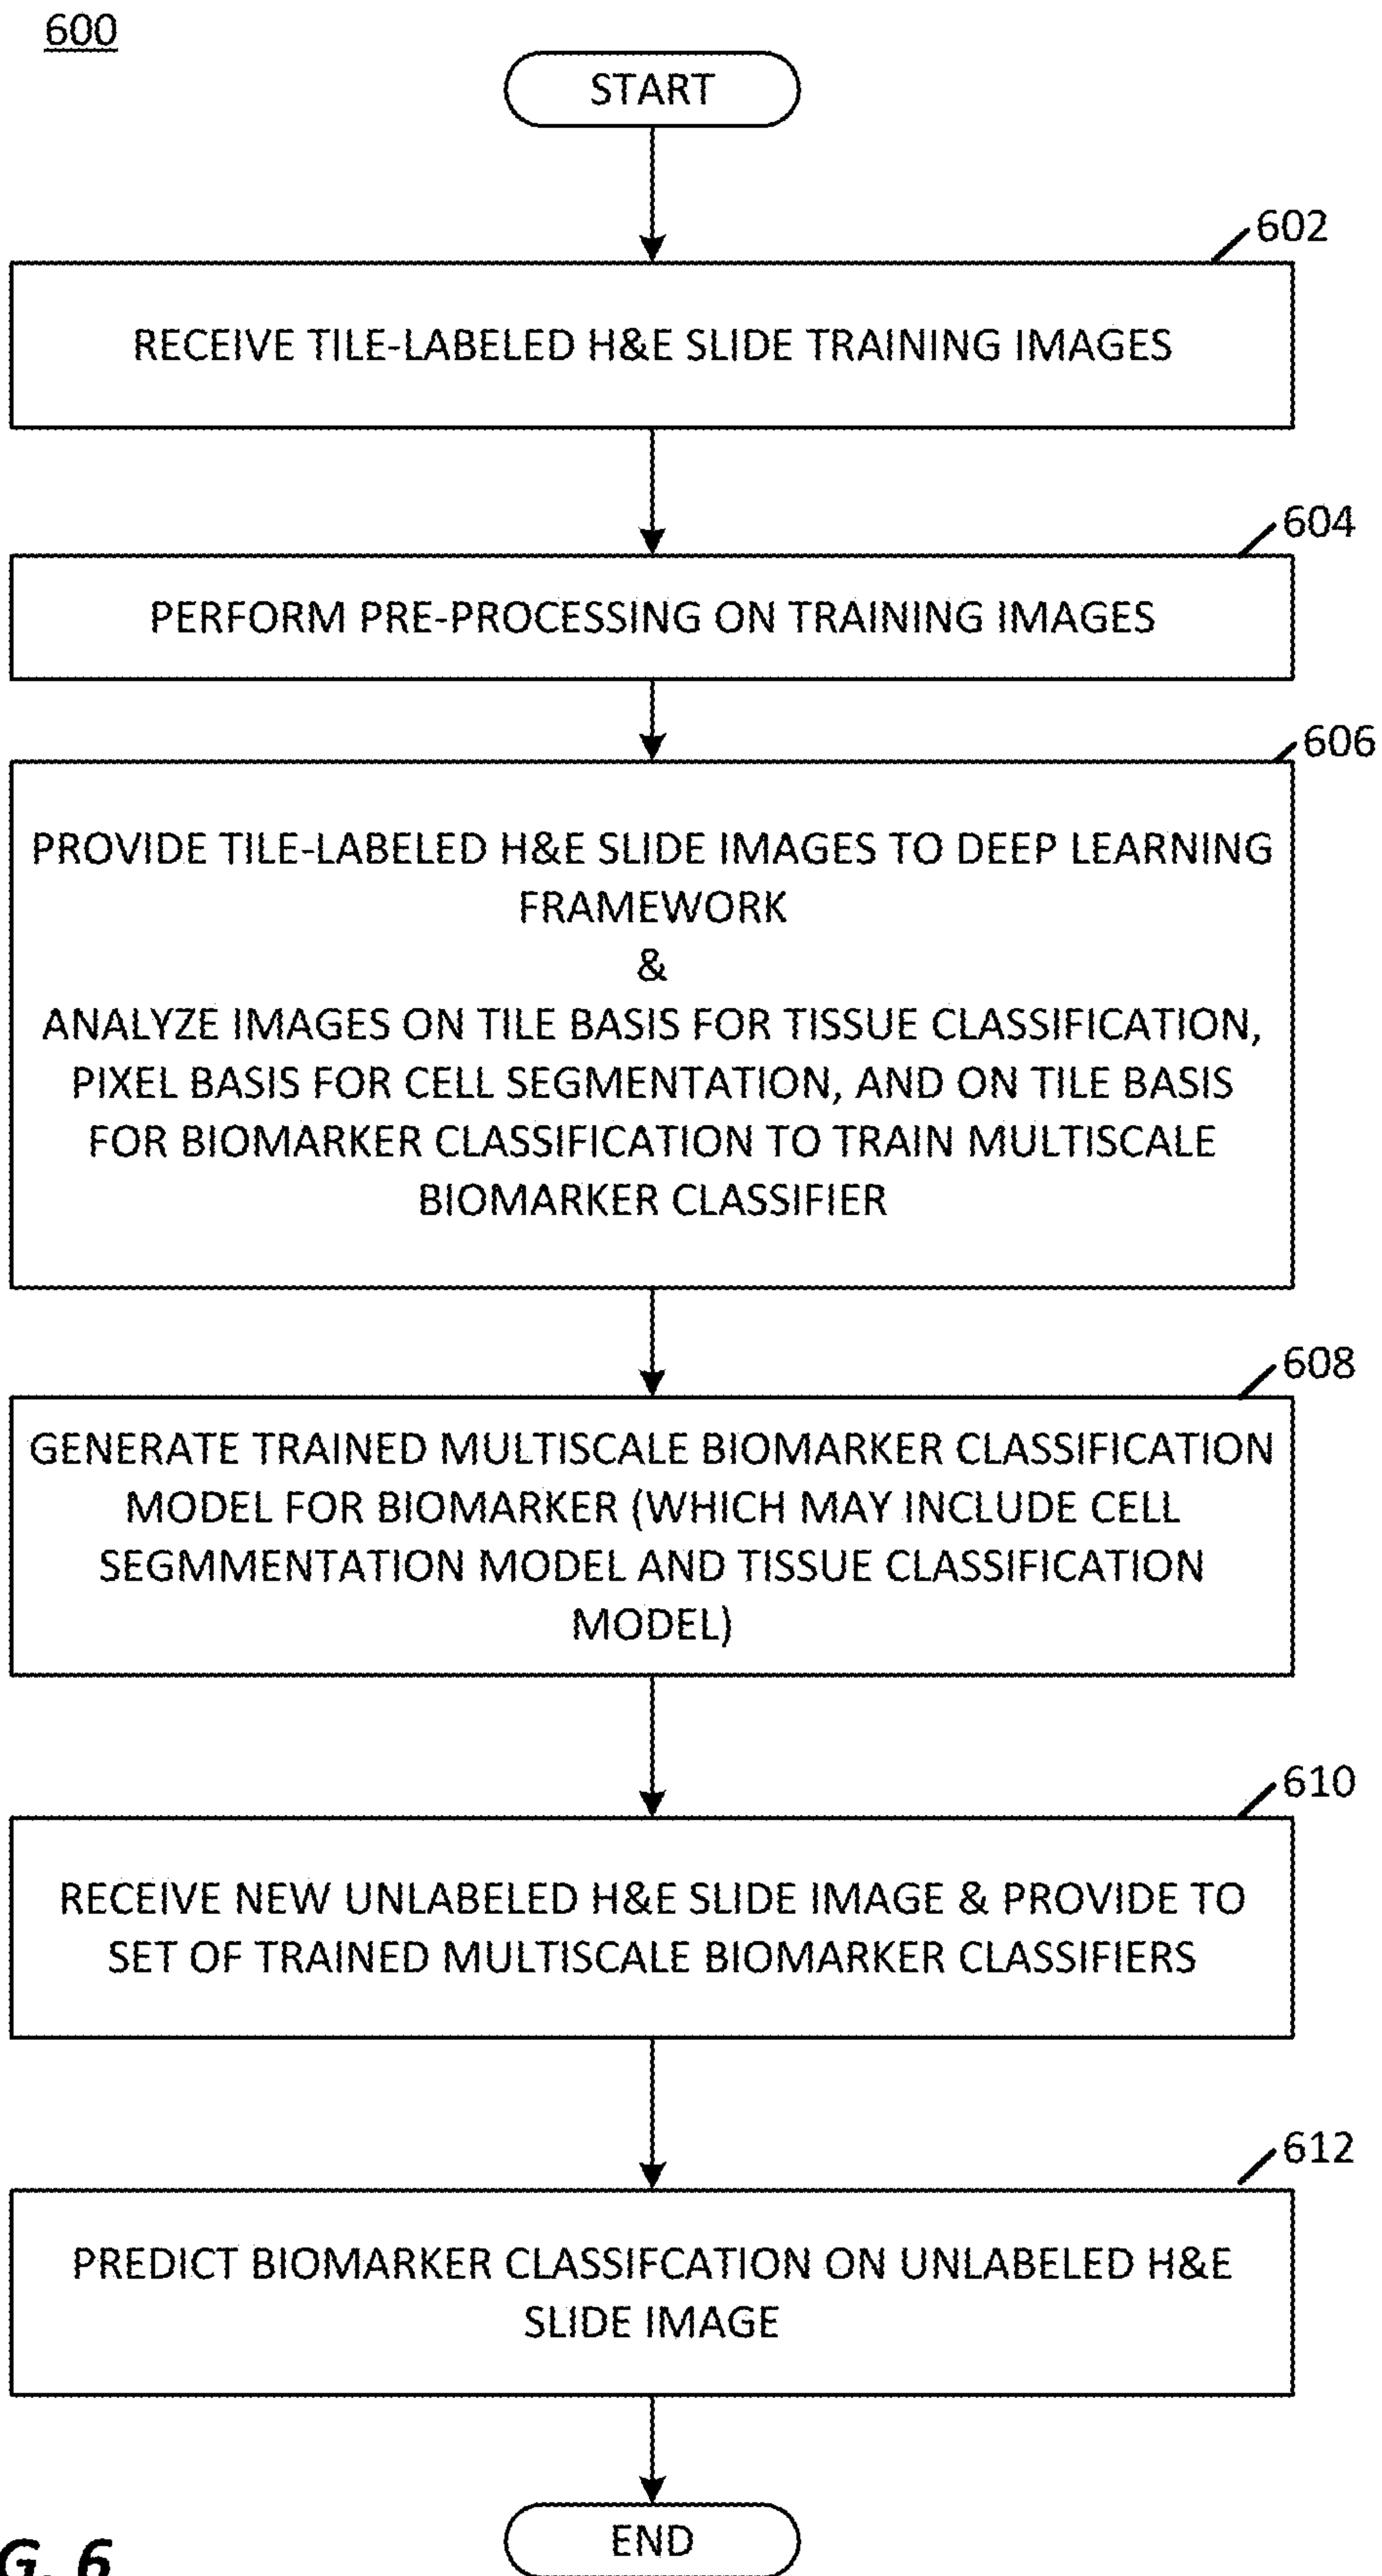 600
START
602
RECEIVE TILE-LABELED H&E SLIDE TRAINING IMAGES
604
PERFORM PRE-PROCESSING ON TRAINING IMAGES
606
PROVIDE TILE-LABELED H&E SLIDE IMAGES TO DEEP LEARNING
FRAMEWORK
&
ANALYZE IMAGES ON TILE BASIS FOR TISSUE CLASSIFICATION,
PIXEL BASIS FOR CELL SEGMENTATION, AND ON TILE BASIS
FOR BIOMARKER CLASSIFICATION TO TRAIN MULTISCALE
BIOMARKER CLASSIFIER
608
GENERATE TRAINED MULTISCALE BIOMARKER CLASSIFICATION
MODEL FOR BIOMARKER (WHICH MAY INCLUDE CELL
SEGMMENTATION MODEL AND TISSUE CLASSIFICATION
MODEL)
610
RECEIVE NEW UNLABELED H&E SLIDE IMAGE & PROVIDE TO
SET OF TRAINED MULTISCALE BIOMARKER CLASSIFIERS
612
PREDICT BIOMARKER CLASSIFCATION ON UNLABELED H&E
SLIDE IMAGE
END
G. 6